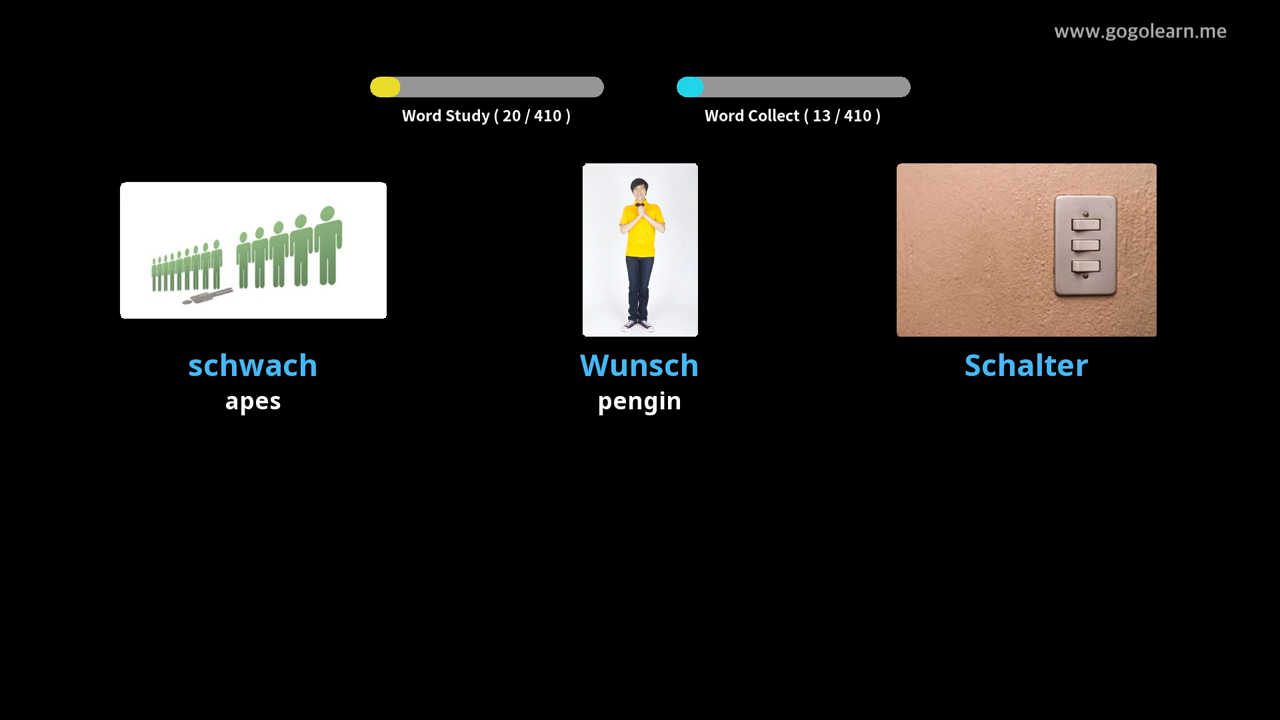 www.gogolearn.me
Word Study ( 20 / 410 )
Word Collect ( 13 / 410 )
schwach
apes
Wunsch
pengin
Schalter